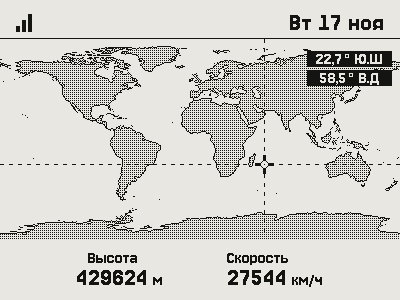 Вт 17 ноя
22,7° Ю.Ш
58,5° В.Д
Высота
429624 м
Скорость
27544 км/ч